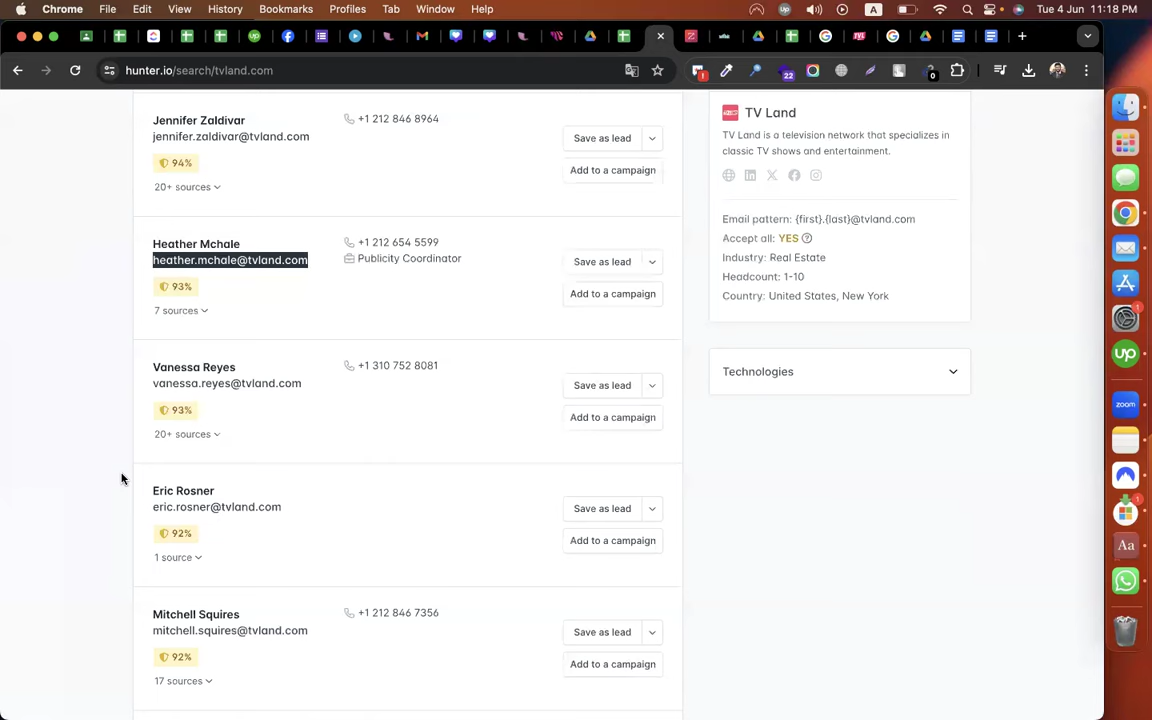 Chrome File Edit View History Bookmarks Profiles Tab Window Help
A
Tue 4 Jun 11:18 PM
hunter.io/search/tvland.com
22
0
Jennifer Zaldivar
jennifer.zaldivar@tvland.com
+1 212 846 8964
94%
20+ sources
Save as lead
Add to a campaign
Heather Mchale
heather.mchale@tvland.com
+1 212 654 5599
Publicity Coordinator
93%
7 sources
Save as lead
Add to a campaign
Vanessa Reyes
vanessa.reyes@tvland.com
+1 310 752 8081
93%
20+ sources
Save as lead
Add to a campaign
Eric Rosner
eric.rosner@tvland.com
92%
1 source
Save as lead
Add to a campaign
Mitchell Squires
mitchell.squires@tvland.com
+1 212 846 7356
92%
17 sources
Save as lead
Add to a campaign
TV Land
TV Land is a television network that specializes in
classic TV shows and entertainment.
Email pattern: {first}.{last}@tvland.com
Accept all: YES
Industry: Real Estate
Headcount: 1-10
Country: United States, New York
Technologies
up
zoom
Aa